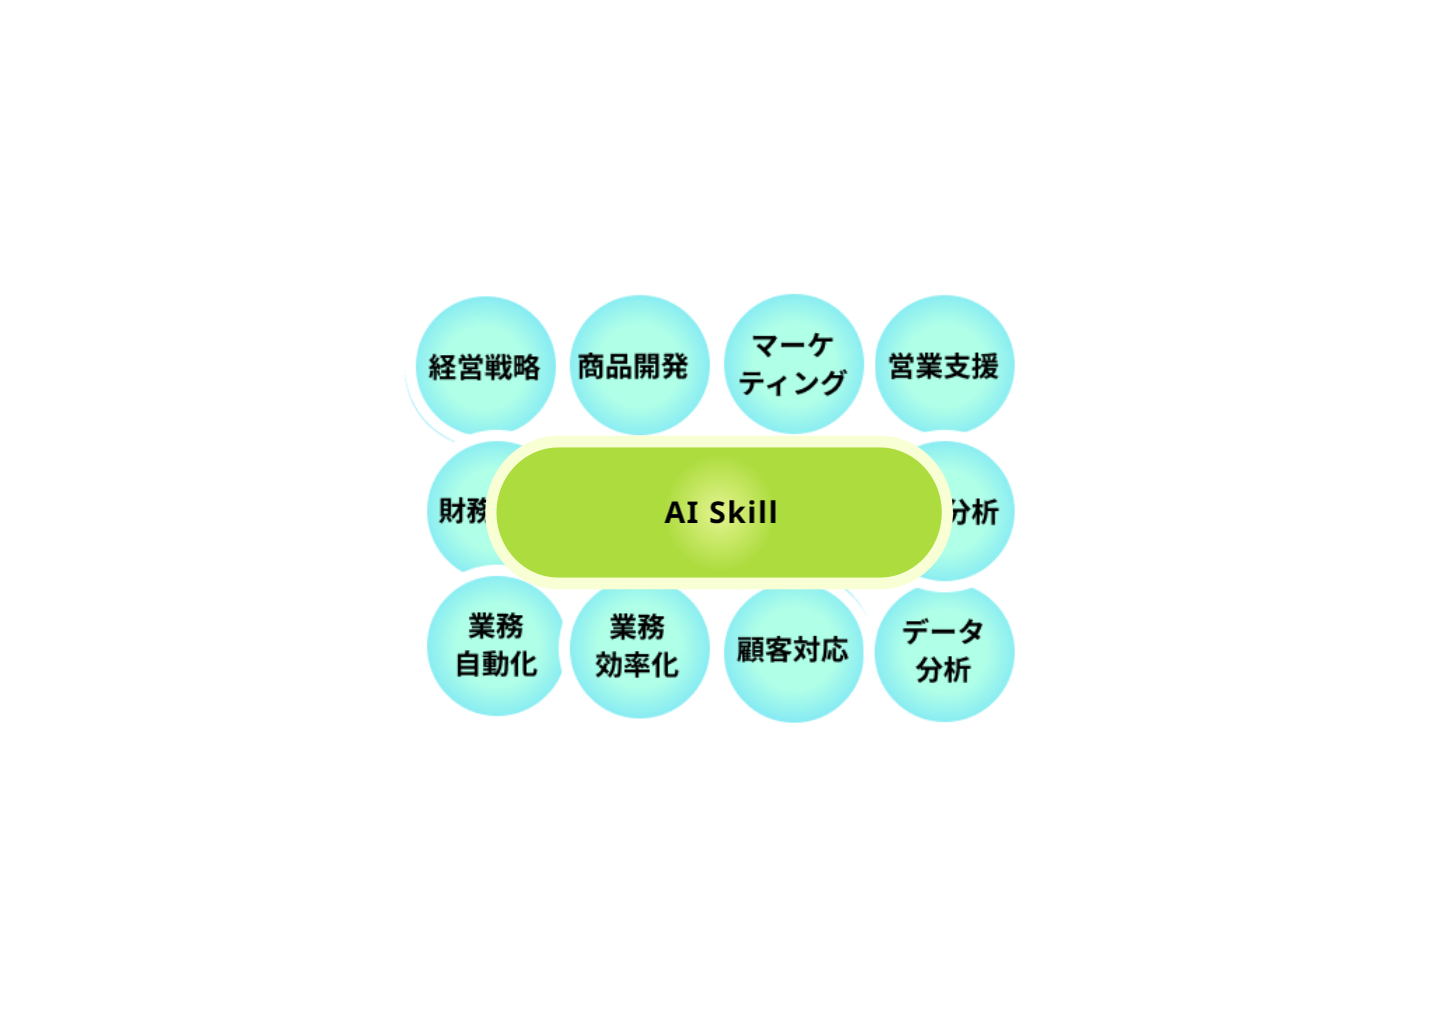 経営戦略
商品開発
マーケ
ティング
営業支援
財務
AI Skill
分析
業務
自動化
業務
効率化
顧客対応
データ
分析